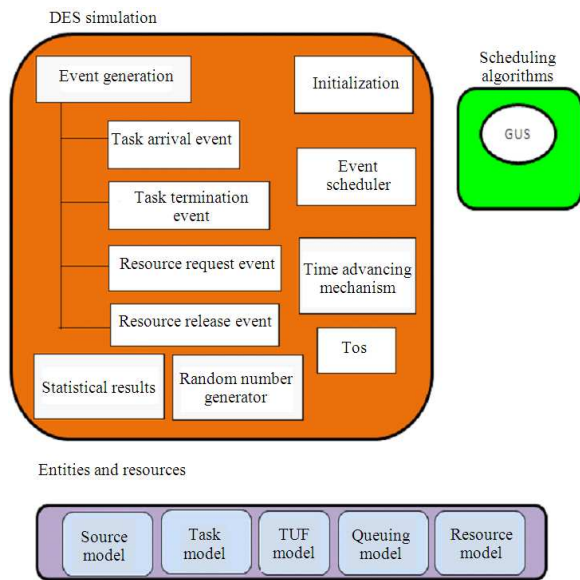 DES simulation
Event generation
Task arrival event
Task termination
event
Resource request event
Resource release event
Statistical results
Random number
generator
Initialization
Event
scheduler
Time advancing
mechanism
Tos
Scheduling
algorithms
GUS
Entities and resources
Source
model
Task
model
TUF
model
Queuing
model
Resource
model